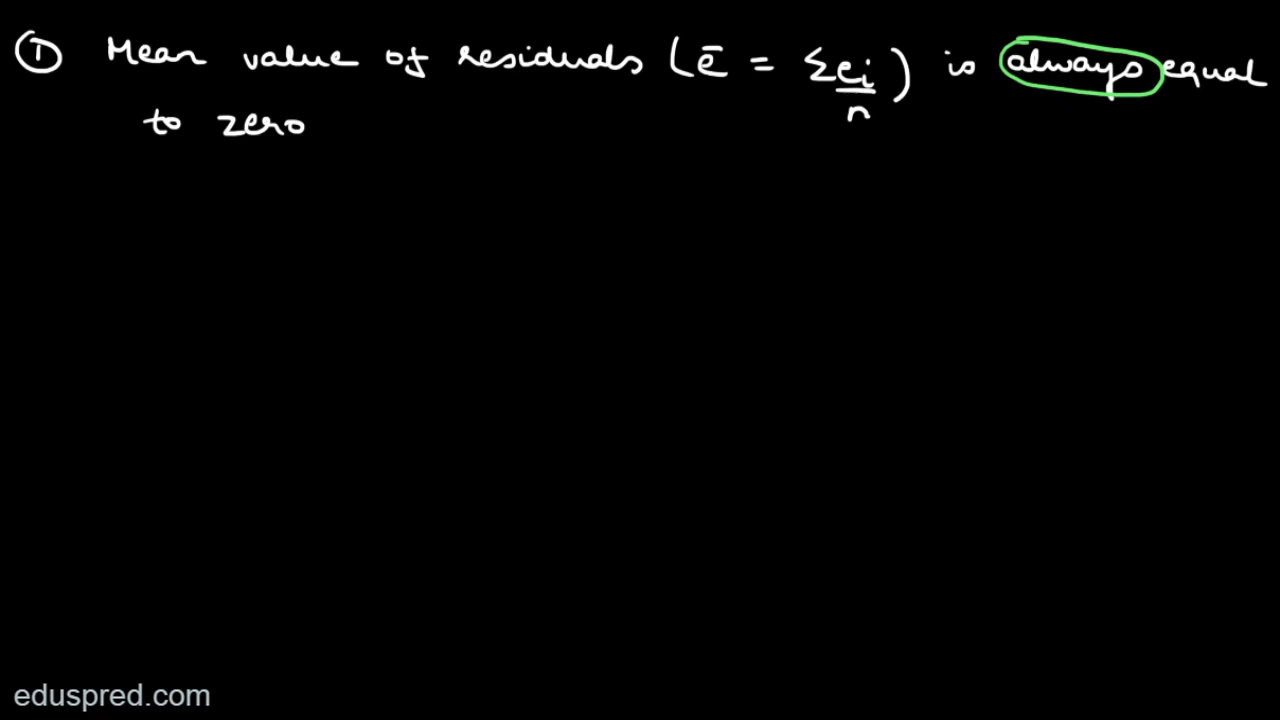 ① Mean value of residuals (ē = Σei/n) is always equal
to zero
eduspred.com